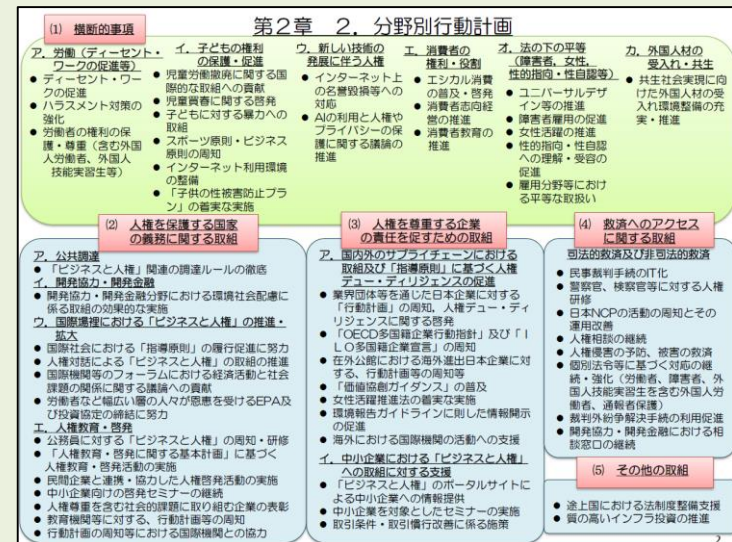 第2章 2．分野別行動計画
(1) 横断的事項
ア．労働（ディーセント・
ワークの促進等）
● ディーセント・ワー
クの促進
● ハラスメント対策の
強化
● 労働者の権利の保
護・尊重（含む外国
人労働者、外国人
技能実習生等）
イ．子どもの権利
の保護・促進
● 児童労働撤廃に関する国
際的な取組への貢献
● 児童買春に関する啓発
● 子どもに対する暴力への
取組
● スポーツ原則・ビジネス
原則の周知
● インターネット利用環境
の整備
● 「子供の性被害防止プラ
ン」の着実な実施
ウ．新しい技術の
発展に伴う人権
● インターネット上
の名誉毀損等への
対応
● AIの利用と人権や
プライバシーの保
護に関する議論の
推進
エ．消費者の
権利・役割
● エシカル消費
の普及・啓発
● 消費者志向経
営の推進
● 消費者教育の
推進
オ．法の下の平等
（障害者，女性，
性的指向・性自認等）
● ユニバーサルデザ
イン等の推進
● 障害者雇用の促進
● 女性活躍の推進
● 性的指向・性自認
への理解・受容の
促進
● 雇用分野等におけ
る平等な取扱い
カ．外国人材の
受入れ・共生
● 共生社会実現に向
けた外国人材の受
入れ環境整備の充
実・推進
(2) 人権を保護する国家
の義務に関する取組
ア．公共調達
● 「ビジネスと人権」関連の調達ルールの徹底
イ．開発協力・開発金融
● 開発協力・開発金融分野における環境社会配慮に
係る取組の効果的な実施
ウ．国際場裡における「ビジネスと人権」の推進・
拡大
● 国際社会における「指導原則」の履行促進に努力
● 人権対話による「ビジネスと人権」の取組の推進
● 国際機関等のフォーラムにおける経済活動と社会
課題の関係に関する議論への貢献
● 労働者など幅広い層の人々が恩恵を受けるEPA及
び投資協定の締結に努力
エ．人権教育・啓発
● 公務員に対する「ビジネスと人権」の周知・研修
● 「人権教育・啓発に関する基本計画」に基づく
人権教育・啓発活動の実施
● 民間企業と連携・協力した人権啓発活動の実施
● 中小企業向けの啓発セミナーの継続
● 人権尊重を含む社会的課題に取り組む企業の表彰
● 教育機関等に対する、行動計画等の周知
● 行動計画の周知等における国際機関との協力
(3) 人権を尊重する企業
の責任を促すための取組
ア．国内外のサプライチェーンにおける
取組及び「指導原則」に基づく人権
デュー・ディリジェンスの促進
● 業界団体等を通じた日本企業に対する
「行動計画」の周知、人権デュー・ディ
リジェンスに関する啓発
● 「OECD多国籍企業行動指針」及び「I
LO多国籍企業宣言」の周知
● 在外公館における海外進出日本企業に対
する、行動計画等の周知等
● 「価値協創ガイダンス」の普及
● 女性活躍推進法の着実な実施
● 環境報告ガイドラインに則した情報開示の
促進
● 海外における国際機関の活動への支援
イ．中小企業における「ビジネスと人権」
への取組に対する支援
● 「ビジネスと人権」のポータルサイトに
よる中小企業への情報提供
● 中小企業を対象としたセミナーの実施
● 取引条件・取引慣行改善に係る施策
(4) 救済へのアクセス
に関する取組
司法的救済及び非司法的救済
● 民事裁判手続のIT化
● 警察官、検察官等に対する人権
研修
● 日本NCPの活動の周知とその
運用改善
● 人権相談の継続
● 人権侵害の予防、被害の救済
● 個別法令等に基づく対応の継
続・強化（労働者、障害者、外
国人技能実習生を含む外国人労
働者、通報者保護）
● 裁判外紛争解決手続の利用促進
● 開発協力・開発金融における相
談窓口の継続
(5) その他の取組
● 途上国における法制度整備支援
● 質の高いインフラ投資の推進
2